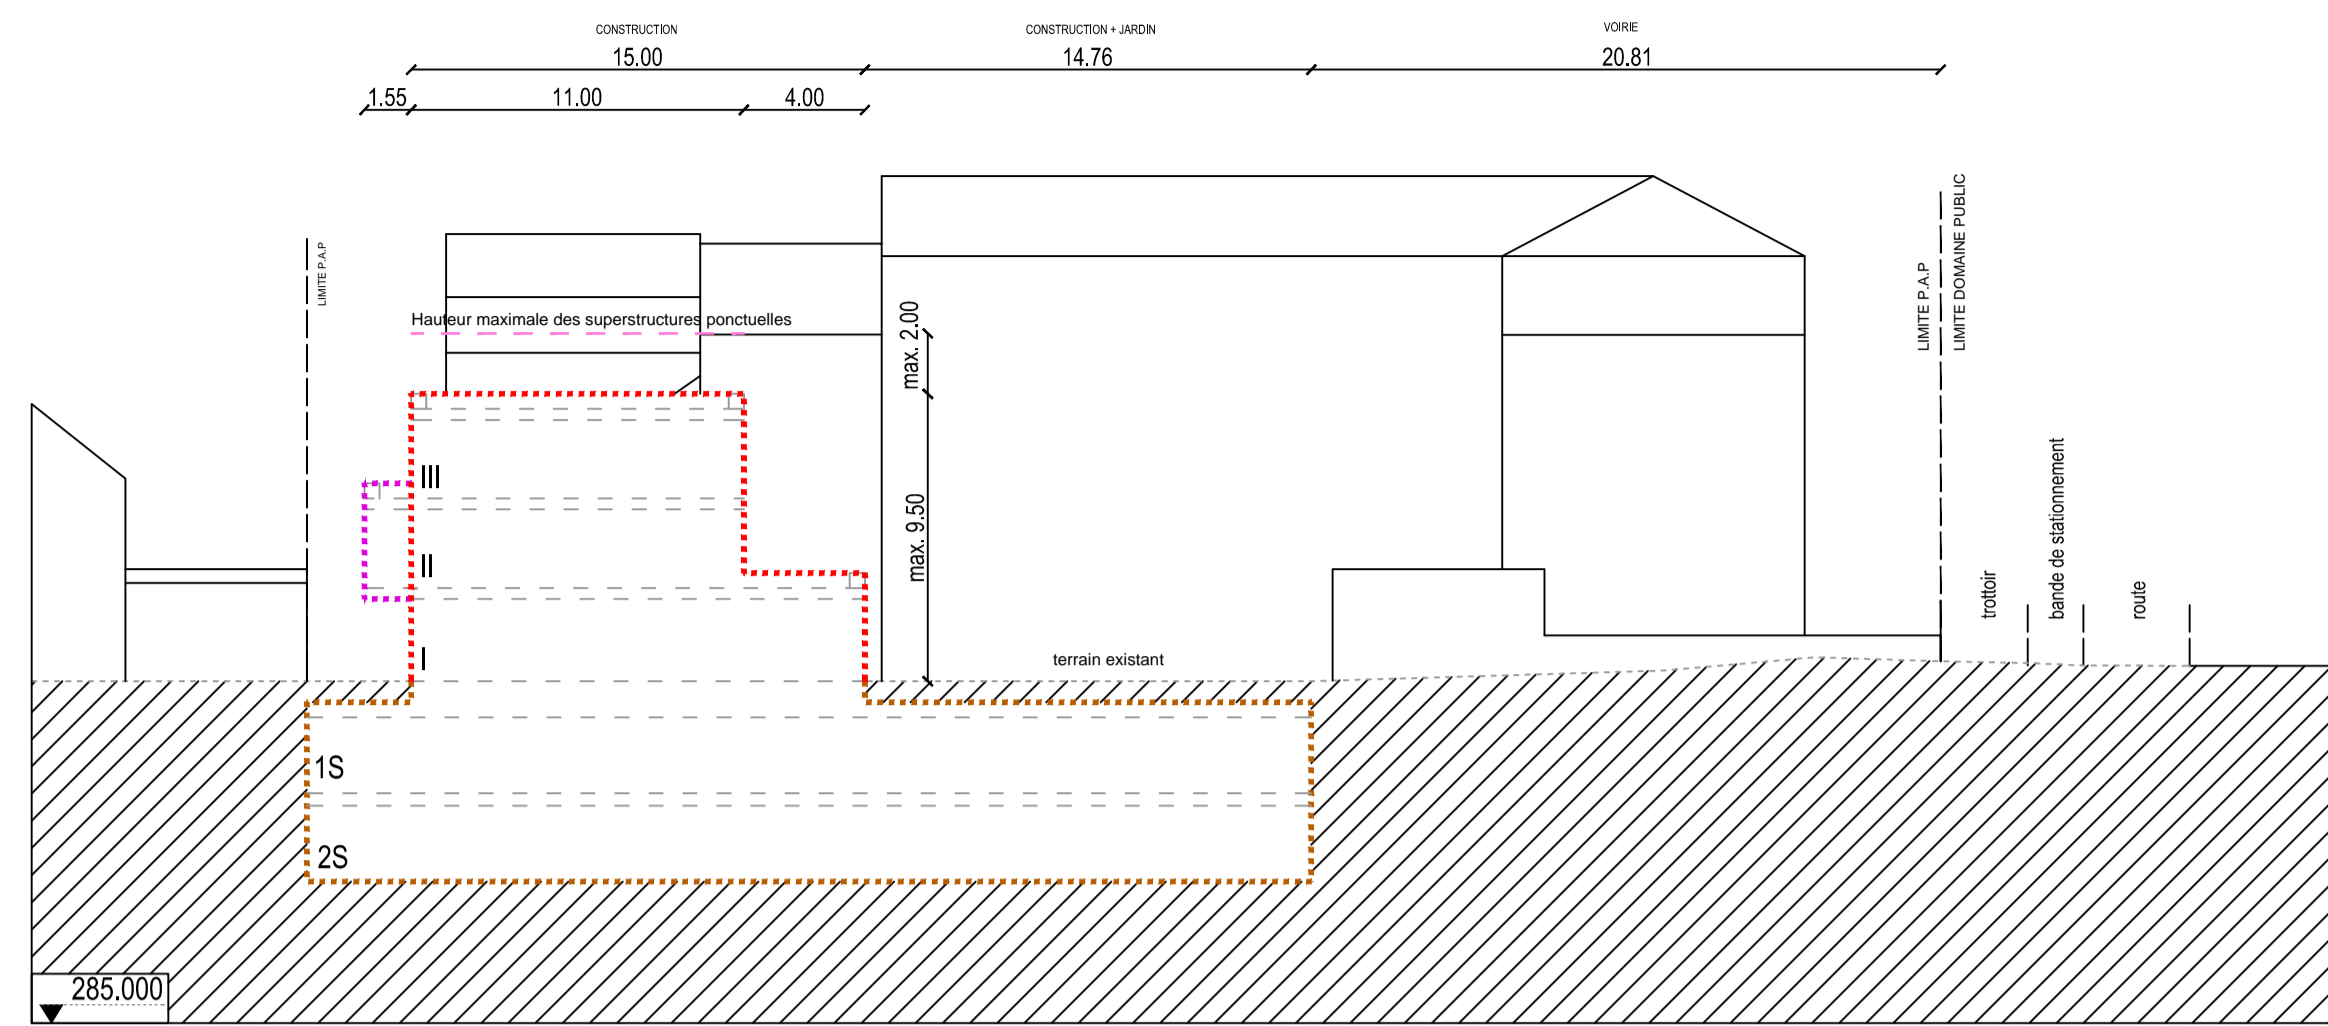 CONSTRUCTION
CONSTRUCTION + JARDIN
VOIRIE
15.00
14.76
20.81
1.55
11.00
4.00
LIMITE P.A.P
LIMITE P.A.P
LIMITE DOMAINE PUBLIC
Hauteur maximale des superstructures ponctuelles
max. 2.00
max. 9.50
III
II
I
terrain existant
trottoir
bande de stationnement
route
1S
2S
285.000